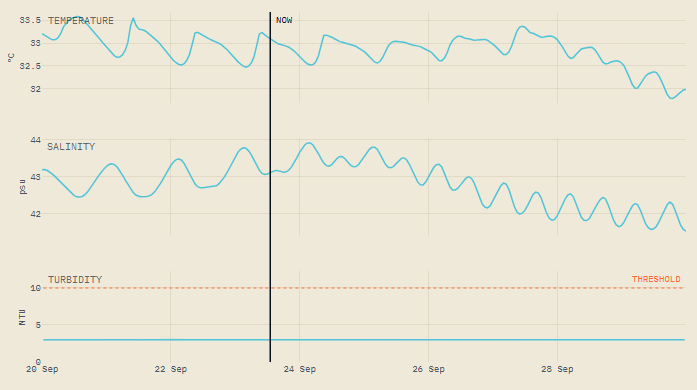 TEMPERATURE
NOW
33.5
33
32.5
32
°C
SALINITY
44
43
42
psu
TURBIDITY
THRESHOLD
10
5
0
NTU
20 Sep
22 Sep
24 Sep
26 Sep
28 Sep